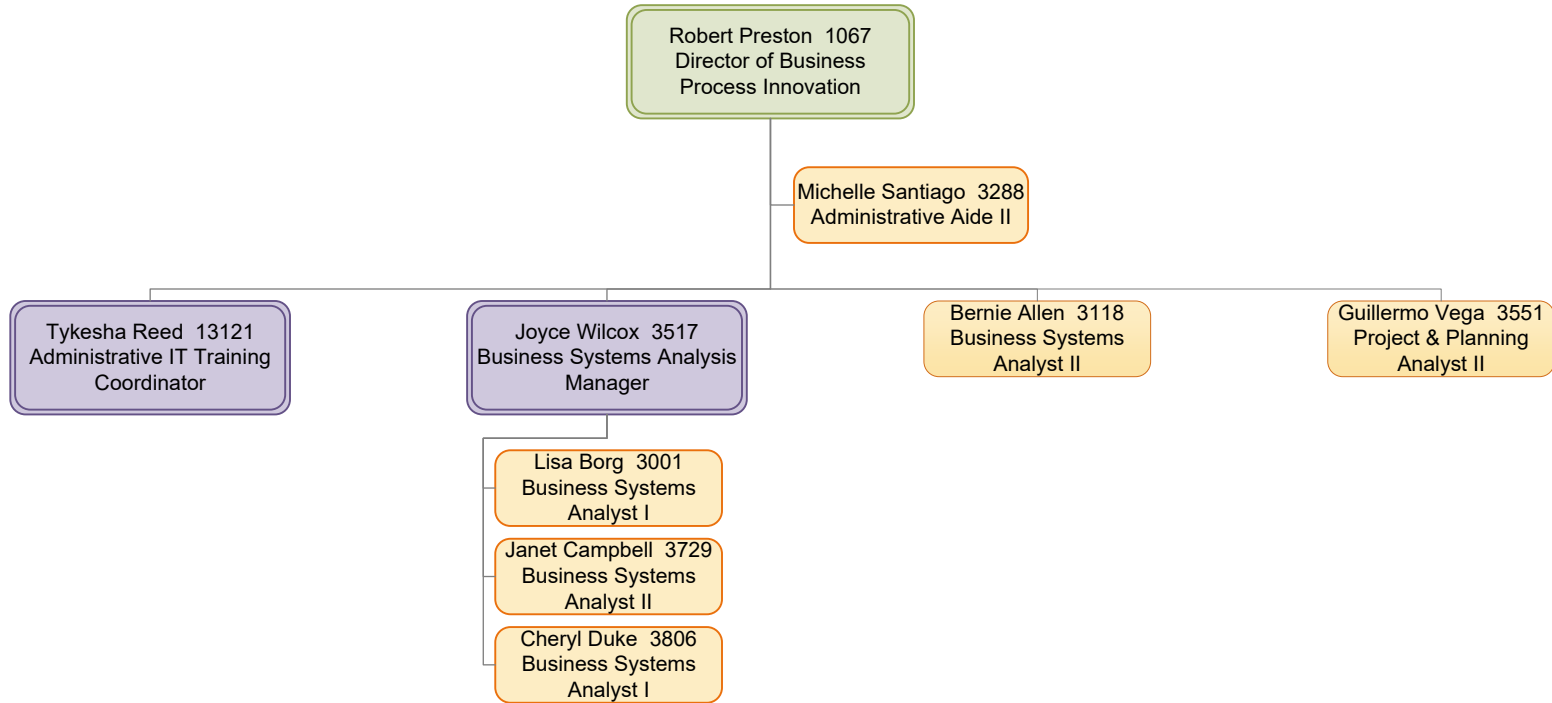 Robert Preston  1067
Director of Business
Process Innovation
Michelle Santiago  3288
Administrative Aide II
Tykesha Reed  13121
Administrative IT Training
Coordinator
Joyce Wilcox  3517
Business Systems Analysis
Manager
Bernie Allen  3118
Business Systems
Analyst II
Guillermo Vega  3551
Project & Planning
Analyst II
Lisa Borg  3001
Business Systems
Analyst I
Janet Campbell  3729
Business Systems
Analyst II
Cheryl Duke  3806
Business Systems
Analyst I